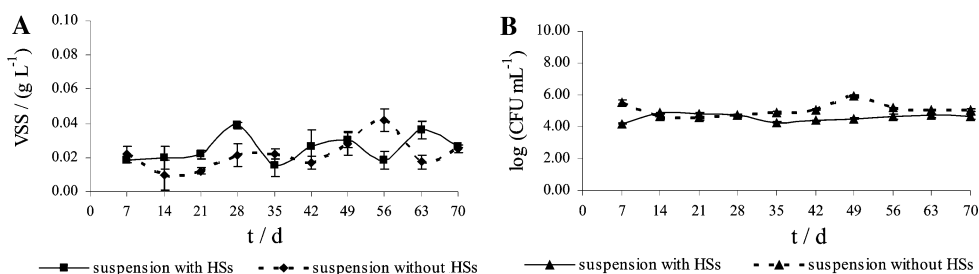 A
VSS / (g L⁻¹)
0.10
0.08
0.06
0.04
0.02
0.00
0 7 14 21 28 35 42 49 56 63 70
t / d
suspension with HSs suspension without HSs
B
log (CFU mL⁻¹)
10.00
8.00
6.00
4.00
2.00
0.00
0 7 14 21 28 35 42 49 56 63 70
t / d
suspension with HSs suspension without HSs